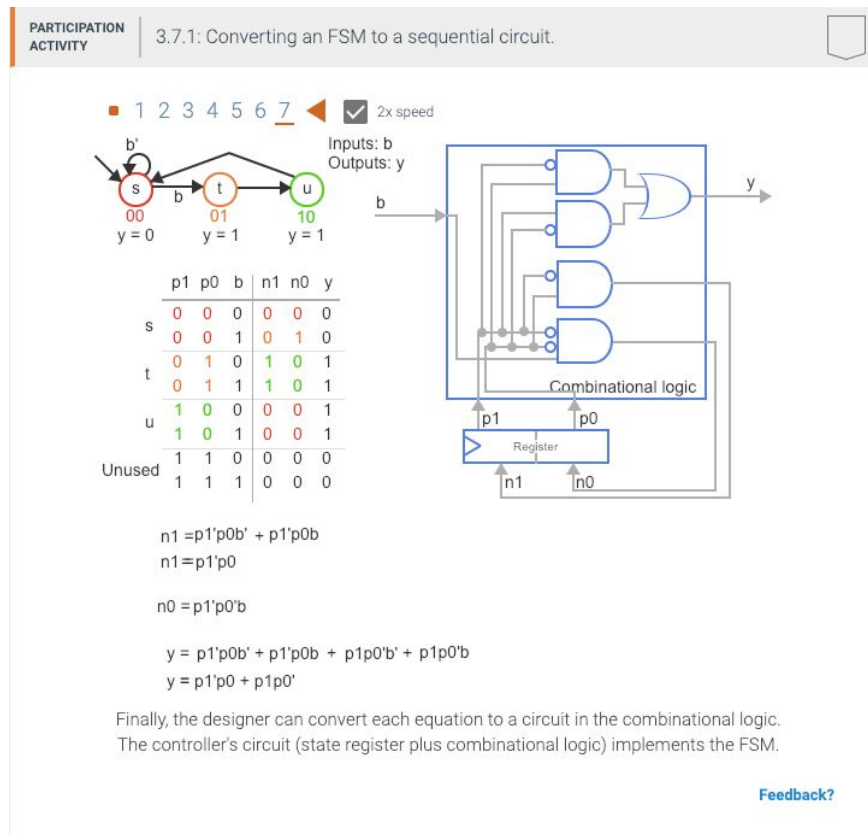 PARTICIPATION
ACTIVITY
3.7.1: Converting an FSM to a sequential circuit.
1 2 3 4 5 6 7 2x speed
Inputs: b
Outputs: y
b'
s b t u
00 01 10
y = 0 y = 1 y = 1
b
y
Combinational logic
p1 p0
Register
n1 n0
p1 p0 b n1 n0 y
s
0 0 0 0 0 0
0 0 1 0 1 0
t
0 1 0 1 0 1
0 1 1 1 0 1
u
1 0 0 0 0 1
1 0 1 0 0 1
Unused
1 1 0 0 0 0
1 1 1 0 0 0
n1 =p1'p0b' + p1'p0b
n1=p1'p0
n0 =p1'p0'b
y = p1'p0b' + p1'p0b + p1p0'b' + p1p0'b
y = p1'p0 + p1p0'
Finally, the designer can convert each equation to a circuit in the combinational logic.
The controller's circuit (state register plus combinational logic) implements the FSM.
Feedback?